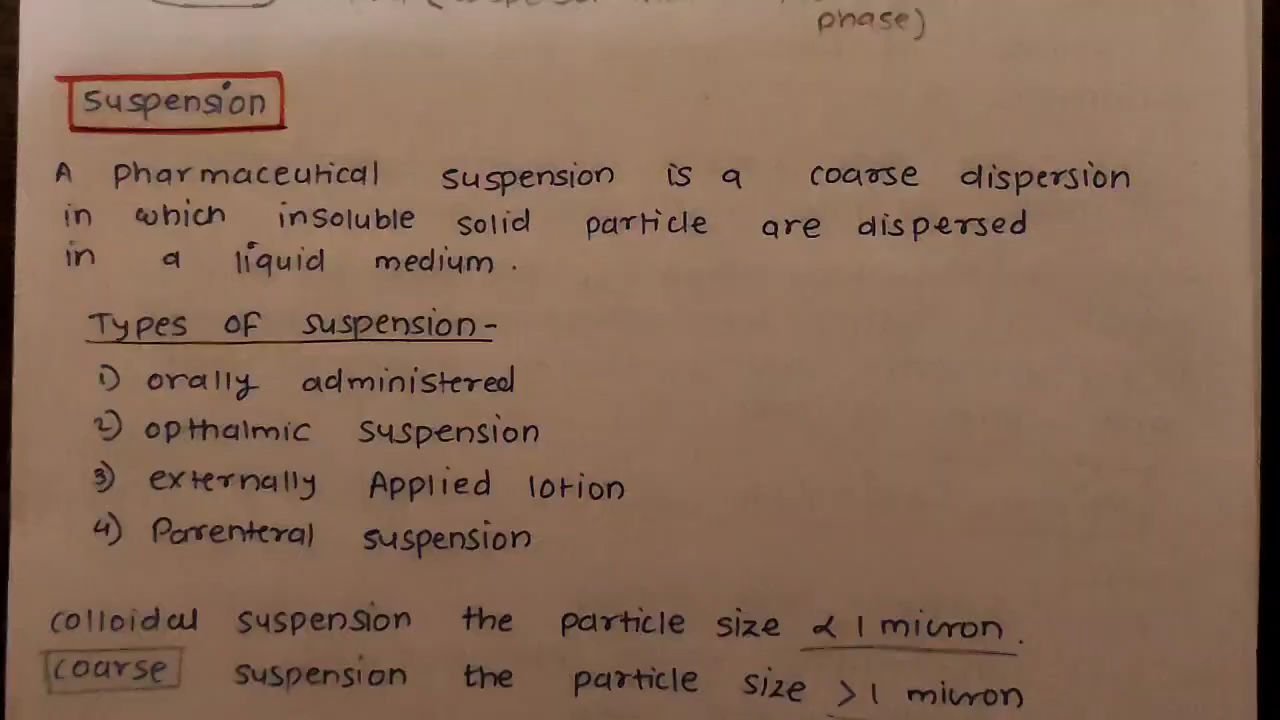 phase)
suspension
A pharmaceutical suspension is a coarse dispersion
in which insoluble solid particle are dispersed
in a liquid medium.
Types of suspension-
1) orally administered
2) opthalmic suspension
3) externally Applied lotion
4) Parenteral suspension
colloidal suspension the particle size < 1 micron.
coarse suspension the particle size > 1 micron